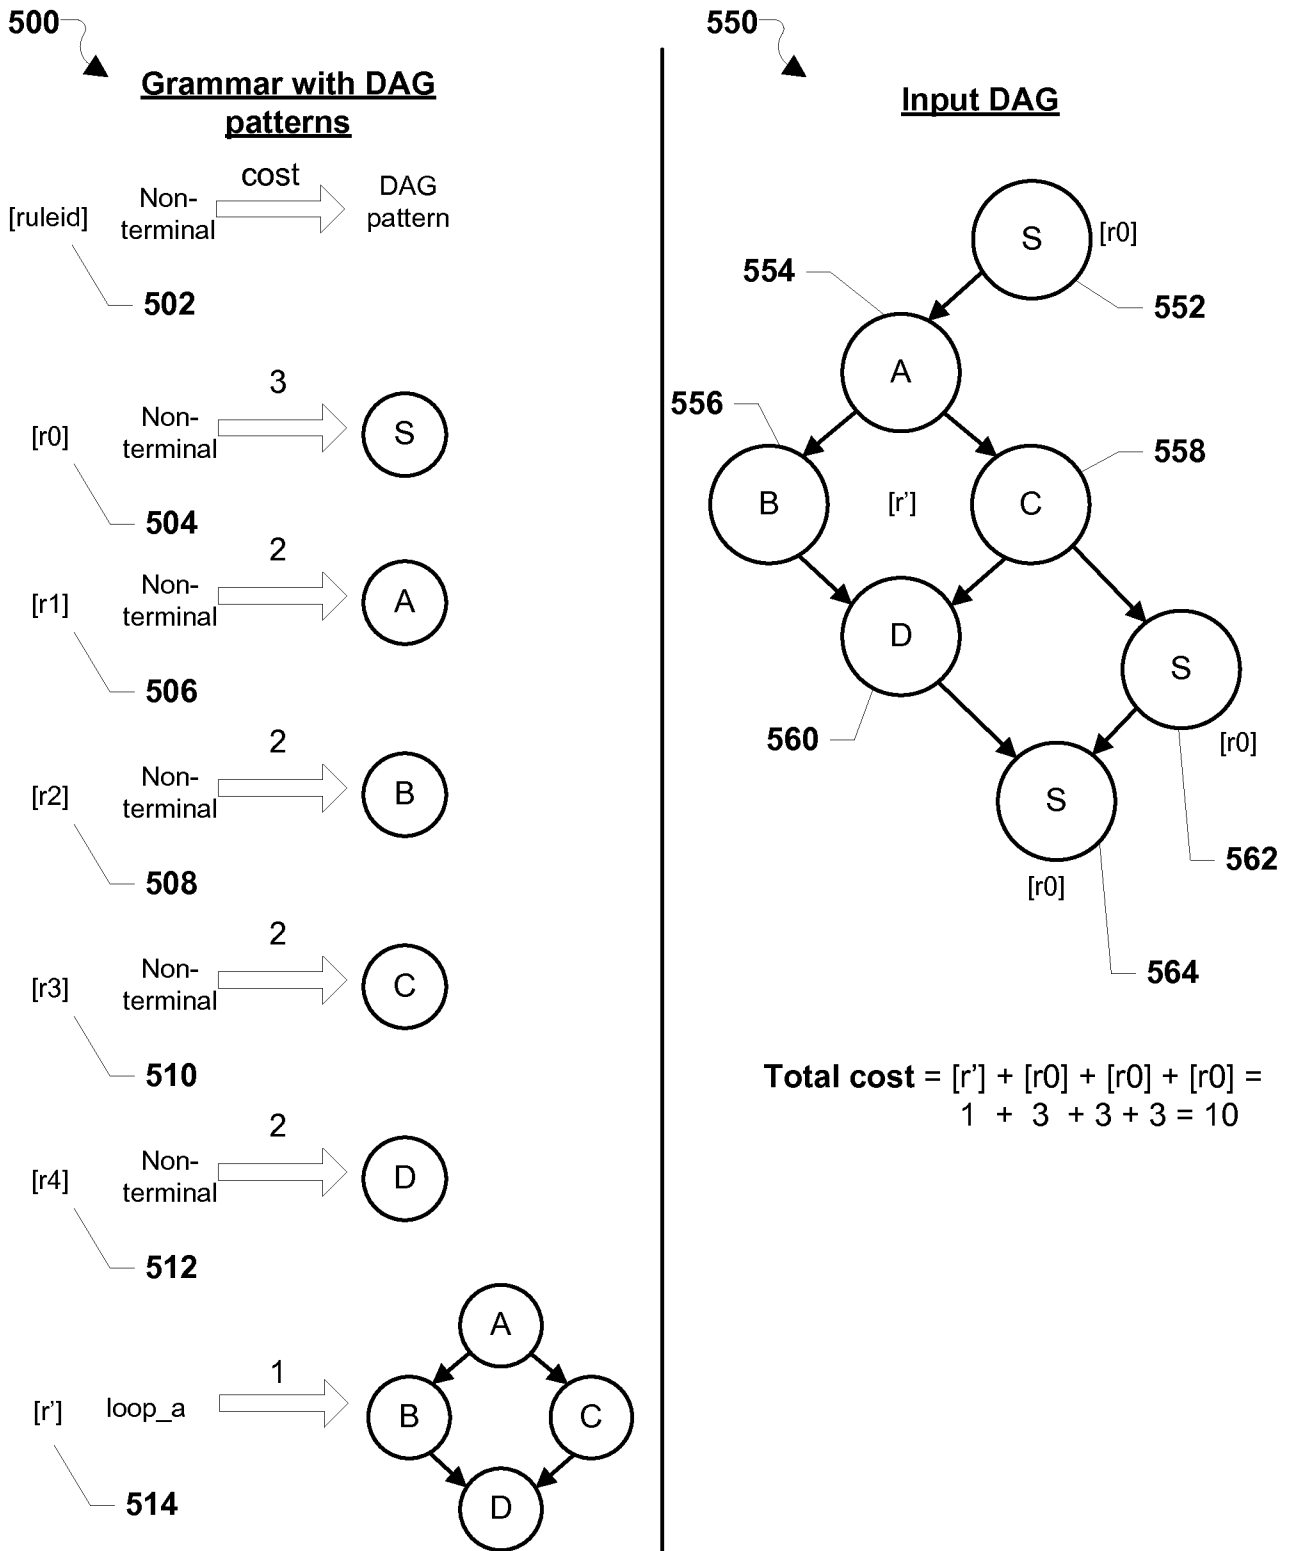 500
Grammar with DAG
patterns
[ruleid]
Non-
terminal
cost
DAG
pattern
502
[r0]
Non-
terminal
3
S
504
[r1]
Non-
terminal
2
A
506
[r2]
Non-
terminal
2
B
508
[r3]
Non-
terminal
2
C
510
[r4]
Non-
terminal
2
D
512
[r’]
loop_a
1
A
B
C
D
514
550
Input DAG
S
[r0]
552
554
A
556
B
[r’]
C
558
D
560
S
[r0]
562
S
[r0]
564
Total cost = [r’] + [r0] + [r0] + [r0] =
1 + 3 + 3 + 3 = 10